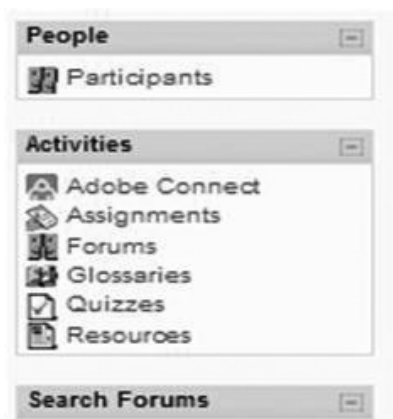 People
Participants
Activities
Adobe Connect
Assignments
Forums
Glossaries
Quizzes
Resources
Search Forums